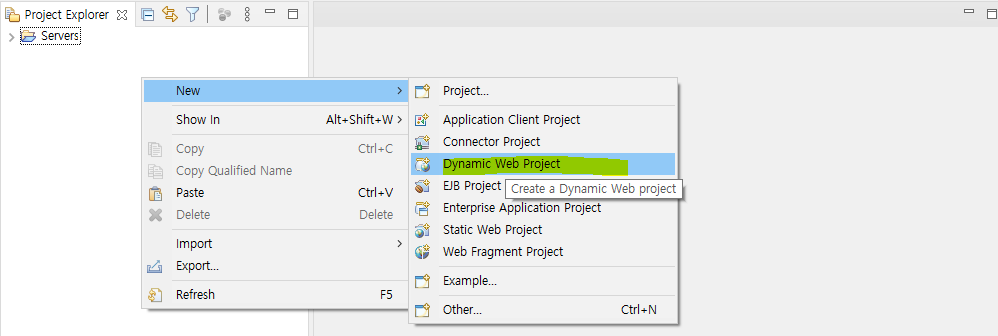 Project Explorer
Servers
New
Show In Alt+Shift+W
Copy Ctrl+C
Copy Qualified Name
Paste Ctrl+V
Delete Delete
Import
Export...
Refresh F5
Project...
Application Client Project
Connector Project
Dynamic Web Project
EJB Project
Create a Dynamic Web project
Enterprise Application Project
Static Web Project
Web Fragment Project
Example...
Other... Ctrl+N